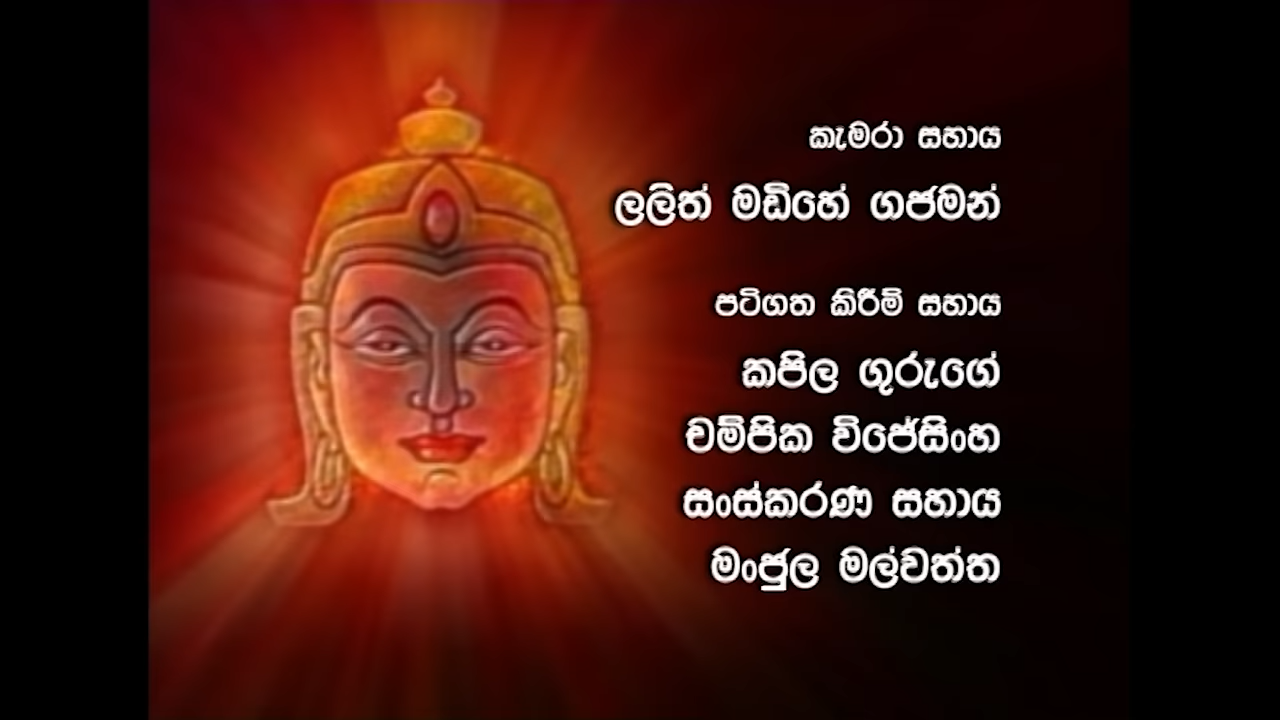 කැමරා සහාය
ලලිත් මඩිහේ ගජමන්
පටිගත කිරීම් සහාය
කපිල ගුරුගේ
චම්පික විජේසිංහ
සංස්කරණ සහාය
මංජුල මල්වත්ත